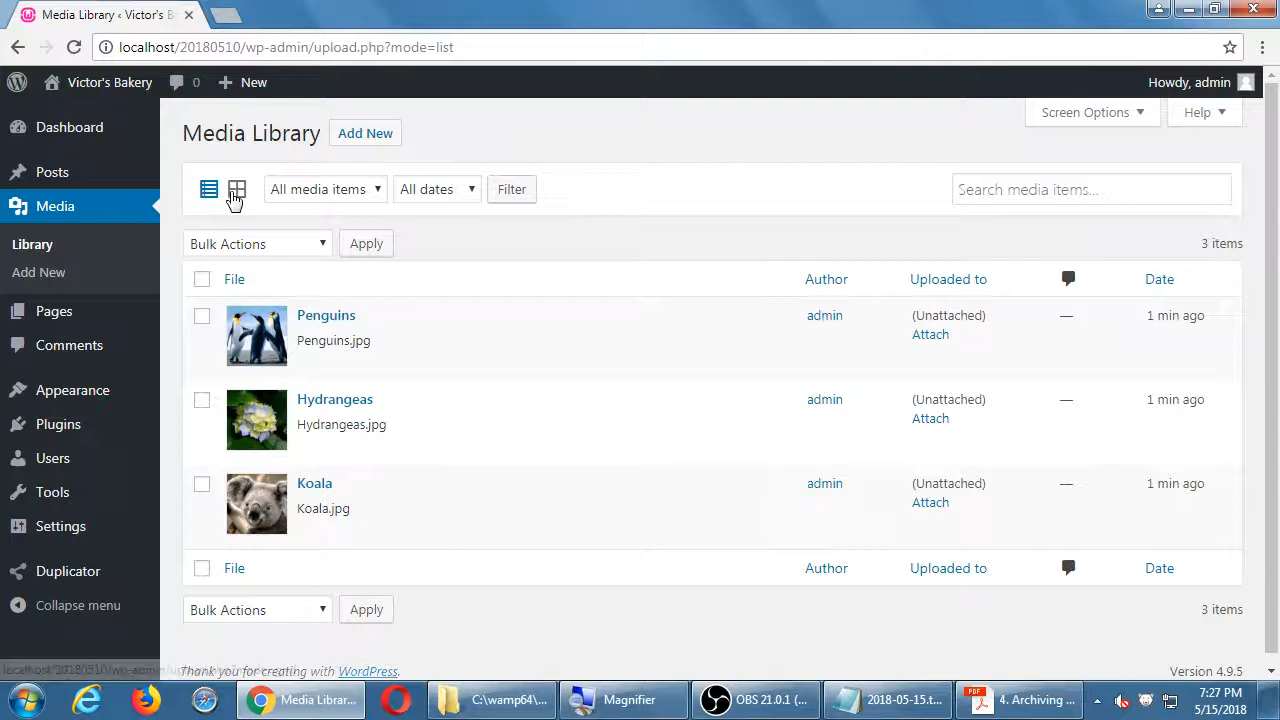 Media Library ‹ Victor's B
localhost/20180510/wp-admin/upload.php?mode=list
Victor's Bakery 0 New Howdy, admin
Screen Options Help
Dashboard
Posts
Media
Library
Add New
Pages
Comments
Appearance
Plugins
Users
Tools
Settings
Duplicator
Collapse menu
Media Library Add New
All media items All dates Filter Search media items...
Bulk Actions Apply 3 items
File Author Uploaded to Date
Penguins admin (Unattached) — 1 min ago
Penguins.jpg Attach
Hydrangeas admin (Unattached) — 1 min ago
Hydrangeas.jpg Attach
Koala admin (Unattached) — 1 min ago
Koala.jpg Attach
File Author Uploaded to Date
Bulk Actions Apply 3 items
Thank you for creating with WordPress. Version 4.9.5
Media Librar... C:\wamp64\... Magnifier OBS 21.0.1 (... 2018-05-15.t... PDF 4. Archiving ... 7:27 PM
5/15/2018